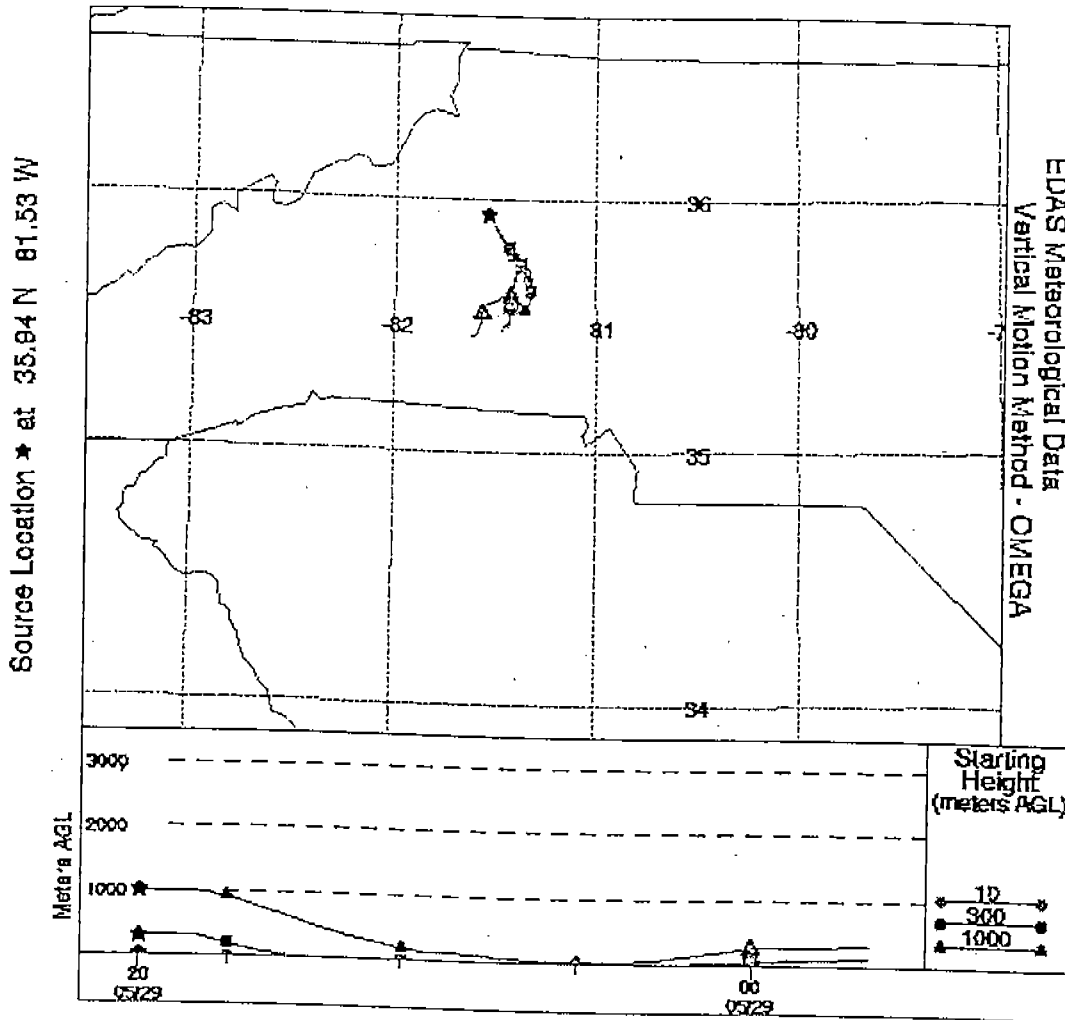 Source Location ★ at 35.94 N 81.53 W
EDAS Meteorological Data
Vertical Motion Method - OMEGA
36
-83
-82
-81
-80
-7
35
34
Meters AGL
3000
2000
1000
20
05/29
00
05/29
Starting
Height
(meters AGL)
10
300
1000